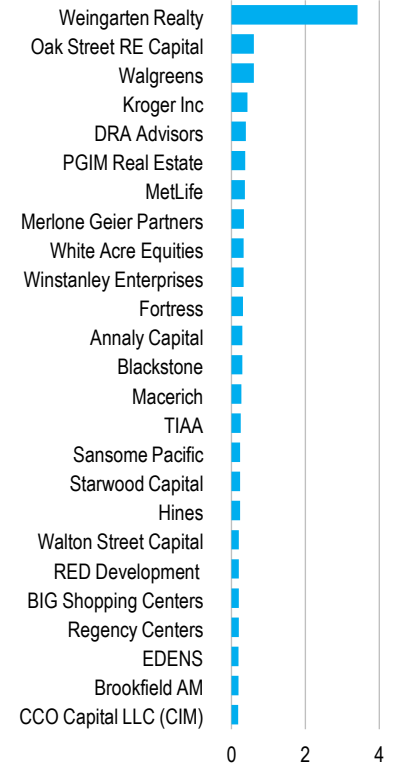 Weingarten Realty
Oak Street RE Capital
Walgreens
Kroger Inc
DRA Advisors
PGIM Real Estate
MetLife
Merlone Geier Partners
White Acre Equities
Winstanley Enterprises
Fortress
Annaly Capital
Blackstone
Macerich
TIAA
Sansome Pacific
Starwood Capital
Hines
Walton Street Capital
RED Development
BIG Shopping Centers
Regency Centers
EDENS
Brookfield AM
CCO Capital LLC (CIM)
0 2 4